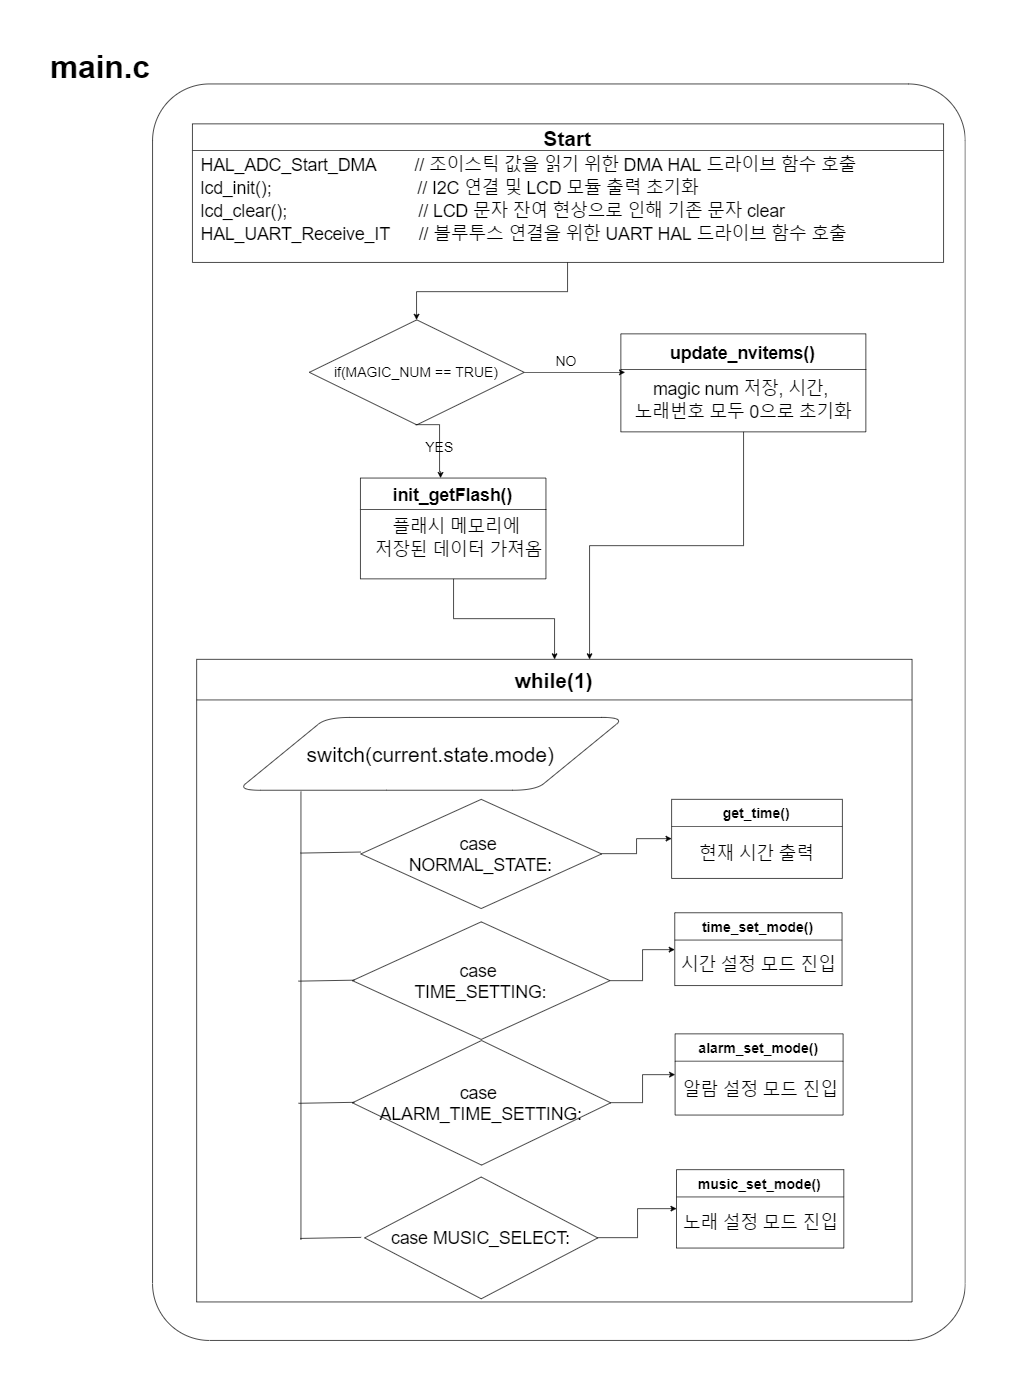 main.c
Start
HAL_ADC_Start_DMA // 조이스틱 값을 읽기 위한 DMA HAL 드라이브 함수 호출
lcd_init(); // I2C 연결 및 LCD 모듈 출력 초기화
lcd_clear(); // LCD 문자 잔여 현상으로 인해 기존 문자 clear
HAL_UART_Receive_IT // 블루투스 연결을 위한 UART HAL 드라이브 함수 호출
if(MAGIC_NUM == TRUE)
NO
update_nvitems()
magic num 저장, 시간,
노래번호 모두 0으로 초기화
YES
init_getFlash()
플래시 메모리에
저장된 데이터 가져옴
while(1)
switch(current.state.mode)
case
NORMAL_STATE:
get_time()
현재 시간 출력
case
TIME_SETTING:
time_set_mode()
시간 설정 모드 진입
case
ALARM_TIME_SETTING:
alarm_set_mode()
알람 설정 모드 진입
case MUSIC_SELECT:
music_set_mode()
노래 설정 모드 진입